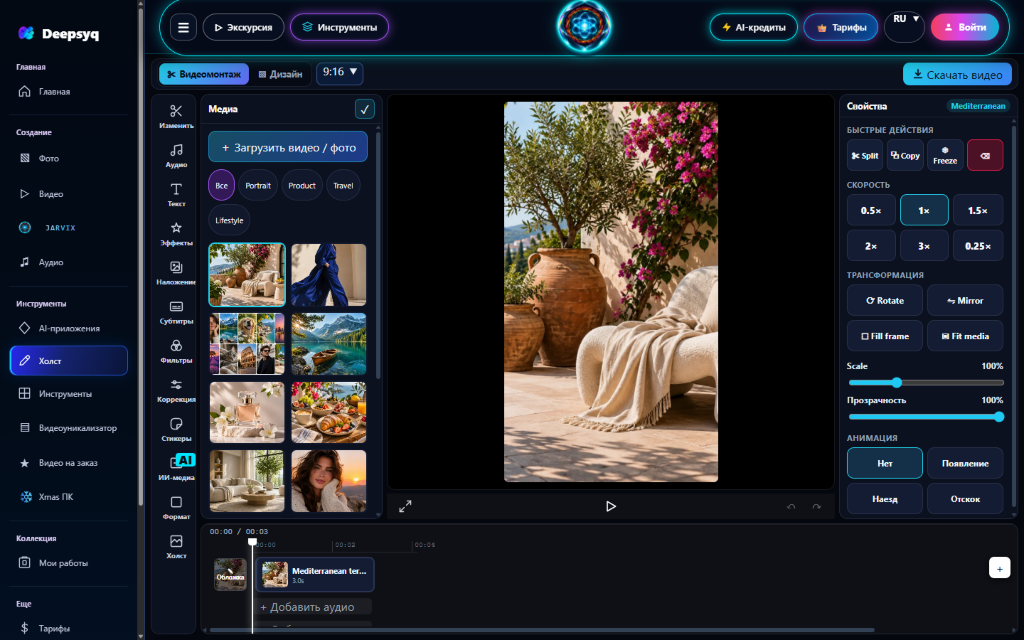 Deepsyq
Главная
Главная
Создание
Фото
Видео
JARVIX
Аудио
Инструменты
AI-приложения
Холст
Инструменты
Видеоуникализатор
Видео на заказ
Xmas ПК
Коллекция
Мои работы
Еще
Тарифы
Экскурсия
Инструменты
AI-кредиты
Тарифы
RU ▼
Войти
Видеомонтаж
Дизайн
9:16 ▼
Скачать видео
Изменить
Аудио
Текст
Эффекты
Наложение
Субтитры
Фильтры
Коррекция
Стикеры
AI
ИИ-медиа
Формат
Холст
Медиа
✓
+ Загрузить видео / фото
Все
Portrait
Product
Travel
Lifestyle
Свойства
Mediterranean
БЫСТРЫЕ ДЕЙСТВИЯ
Split
Copy
Freeze
СКОРОСТЬ
0.5×
1×
1.5×
2×
3×
0.25×
ТРАНСФОРМАЦИЯ
Rotate
Mirror
Fill frame
Fit media
Scale 100%
Прозрачность 100%
АНИМАЦИЯ
Нет
Появление
Наезд
Отскок
00:00 / 00:03
00:00
00:02
00:04
Обложка
Mediterranean ter...
3.0s
+ Добавить аудио
+